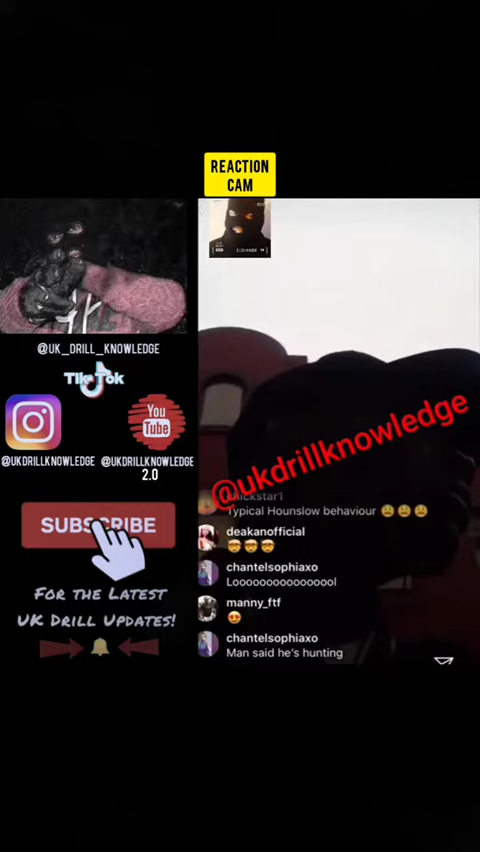 REACTION
CAM
@UK_DRILL_KNOWLEDGE
TikTok
You
Tube
@UKDRILLKNOWLEDGE
@UKDRILLKNOWLEDGE
2.0
SUBSCRIBE
FOR THE LATEST
UK DRILL UPDATES!
@ukdrillknowledge
Typical Hounslow behaviour 😩😩😩
deakanofficial
🤯🤯🤯
chantelsophiaxo
Looooooooooooooool
manny_ftf
😍
chantelsophiaxo
Man said he's hunting